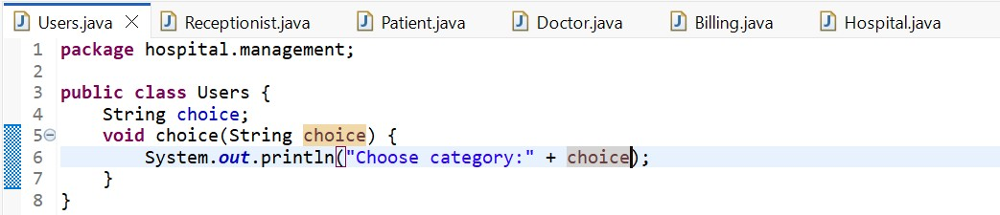 Users.java Receptionist.java Patient.java Doctor.java Billing.java Hospital.java
1 package hospital.management;
2
3 public class Users {
4 String choice;
5 void choice(String choice) {
6 System.out.println("Choose category:" + choice);
7 }
8 }